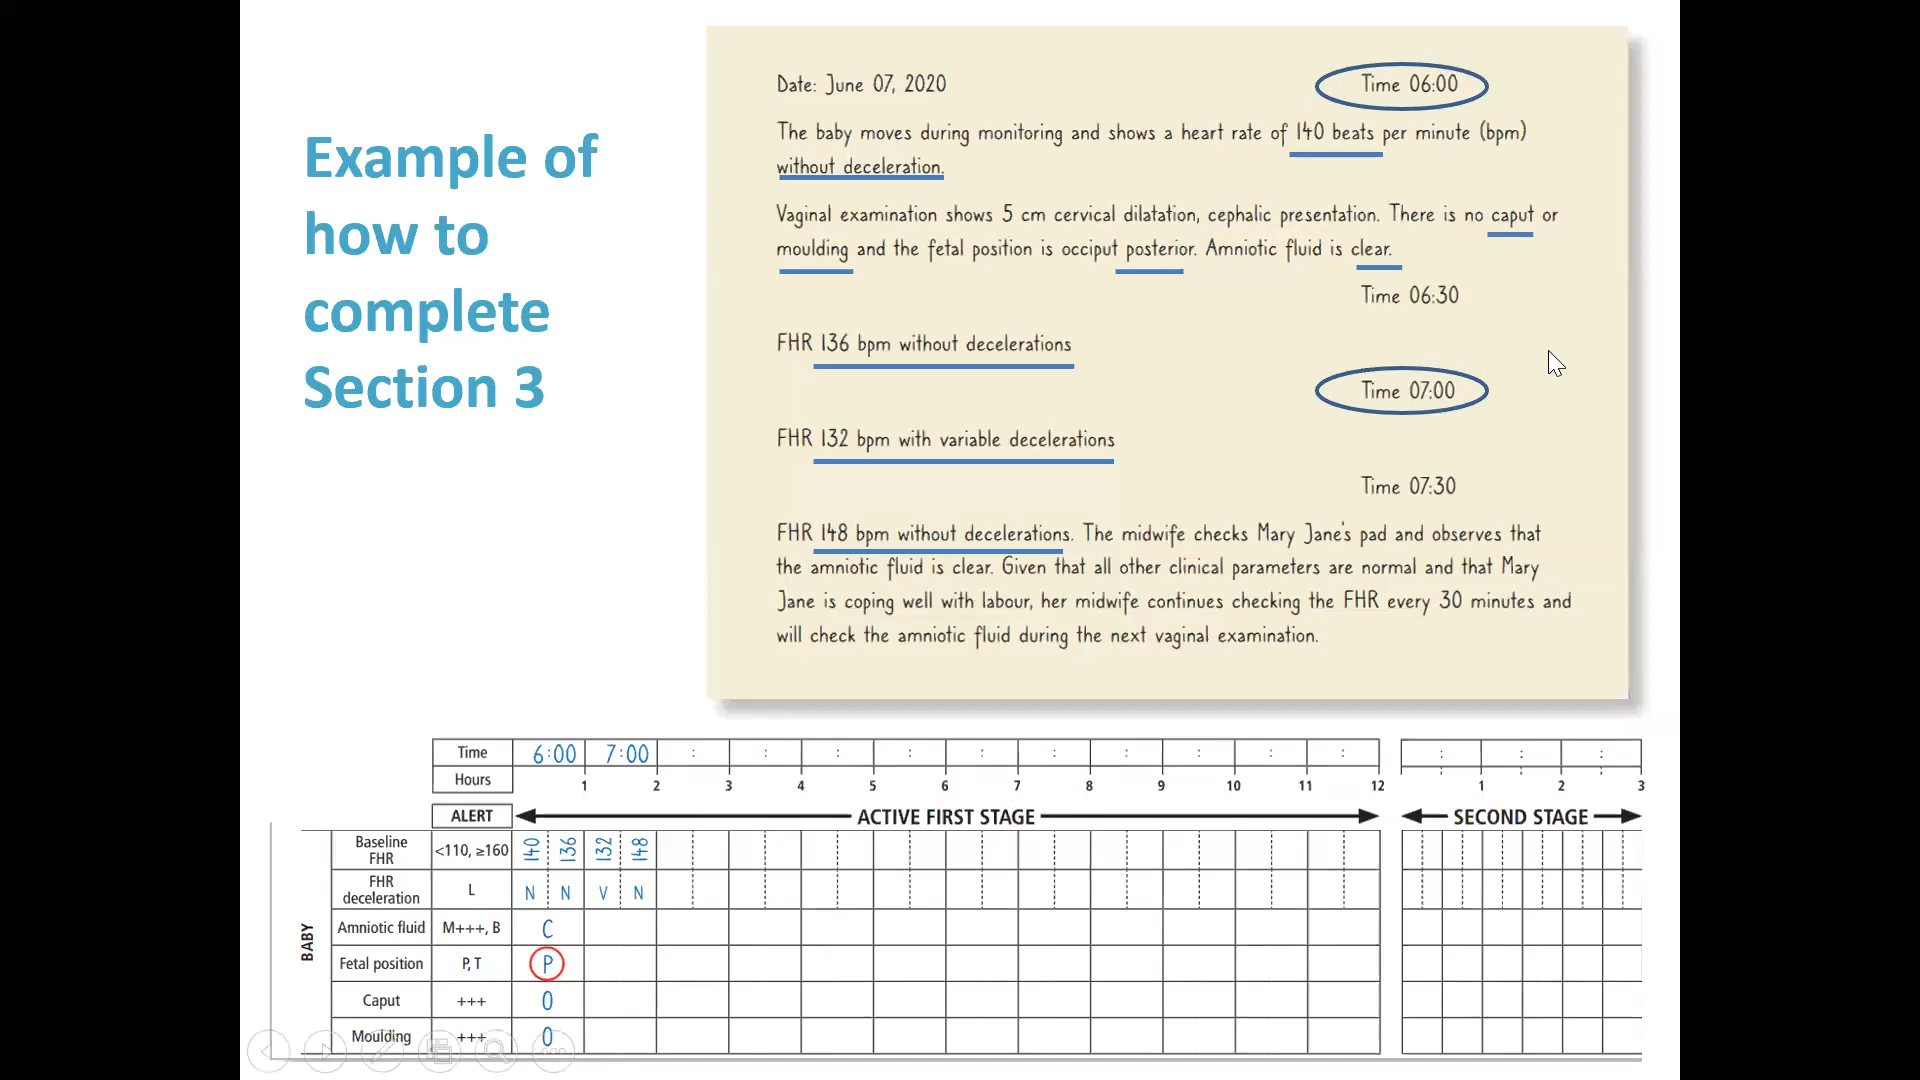 Example of
how to
complete
Section 3
Date: June 07, 2020 Time 06:00
The baby moves during monitoring and shows a heart rate of 140 beats per minute (bpm)
without deceleration.
Vaginal examination shows 5 cm cervical dilatation, cephalic presentation. There is no caput or
moulding and the fetal position is occiput posterior. Amniotic fluid is clear.
Time 06:30
FHR 136 bpm without decelerations
Time 07:00
FHR 132 bpm with variable decelerations
Time 07:30
FHR 148 bpm without decelerations. The midwife checks Mary Jane's pad and observes that
the amniotic fluid is clear. Given that all other clinical parameters are normal and that Mary
Jane is coping well with labour, her midwife continues checking the FHR every 30 minutes and
will check the amniotic fluid during the next vaginal examination.
Time 6:00 7:00 : : : : : : : : : : : : :
Hours 1 2 3 4 5 6 7 8 9 10 11 12 1 2 3
ALERT ACTIVE FIRST STAGE SECOND STAGE
BABY
Baseline
FHR <110, ≥160 140 136 132 148
FHR
deceleration L N N V N
Amniotic fluid M+++, B C
Fetal position P, T P
Caput +++ 0
Moulding +++ 0